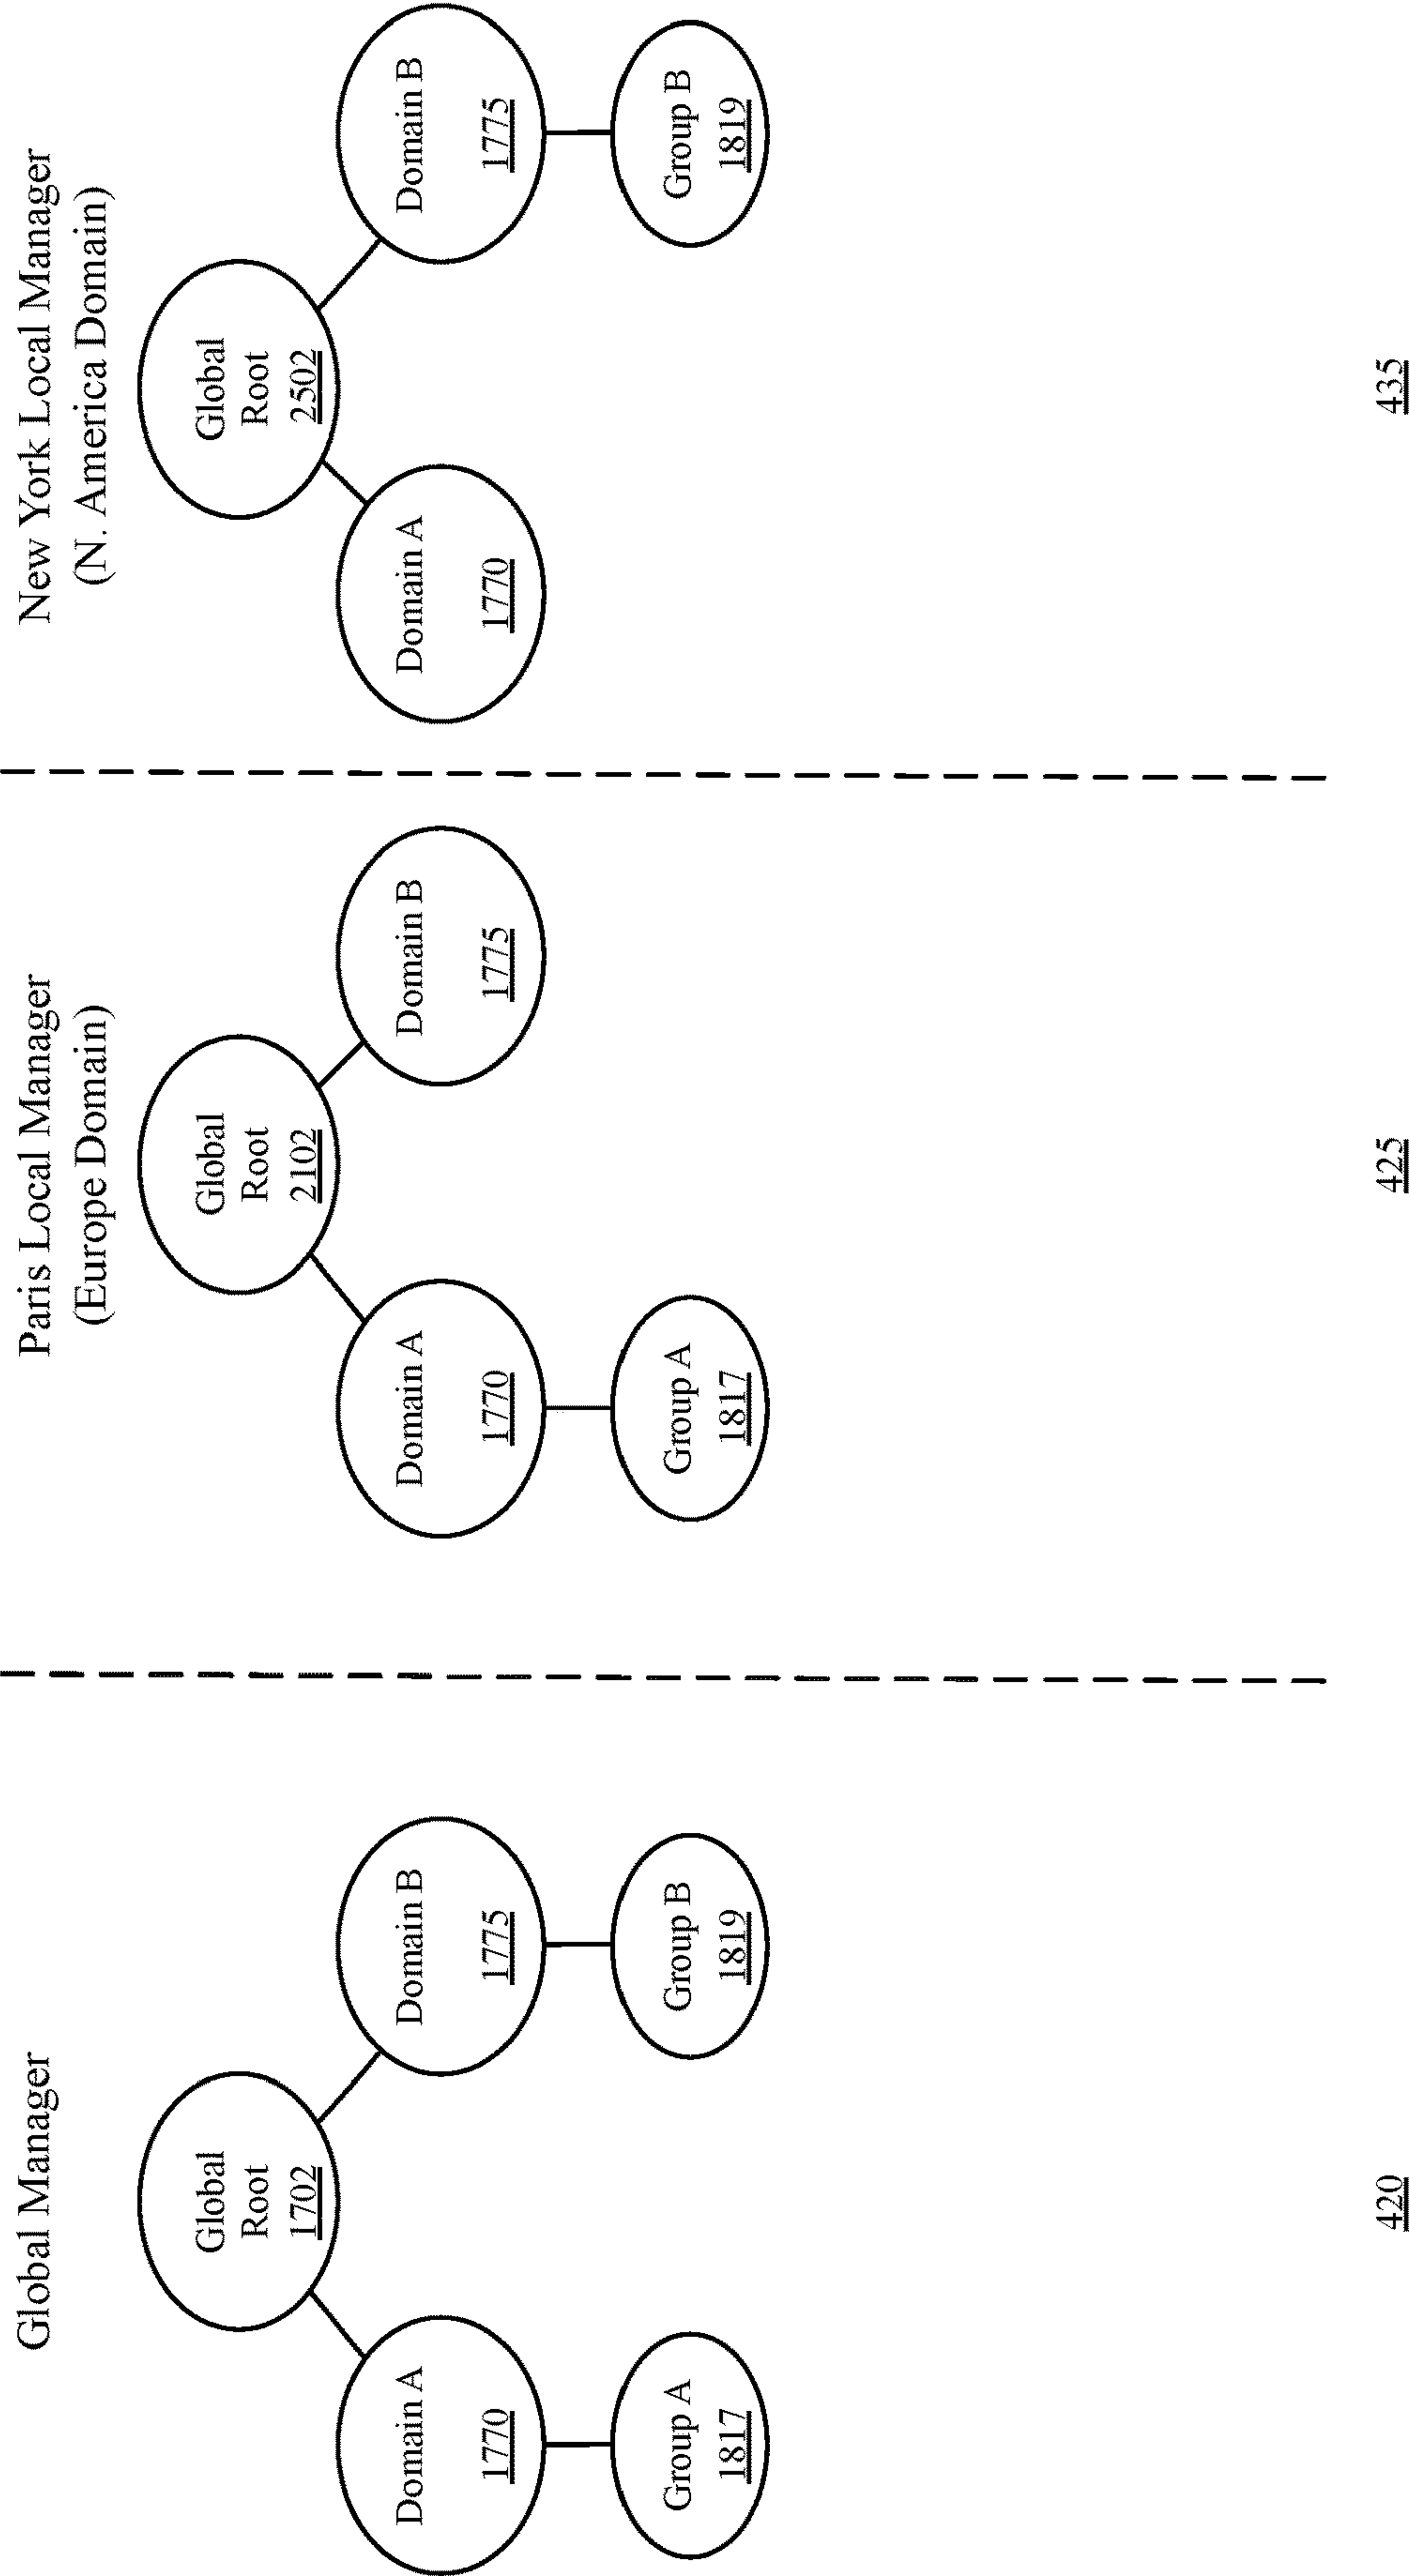 Global Manager
Global
Root
1702
Domain A
1770
Domain B
1775
Group A
1817
Group B
1819
420
Paris Local Manager
(Europe Domain)
Global
Root
2102
Domain A
1770
Domain B
1775
Group A
1817
425
New York Local Manager
(N. America Domain)
Global
Root
2502
Domain A
1770
Domain B
1775
Group B
1819
435